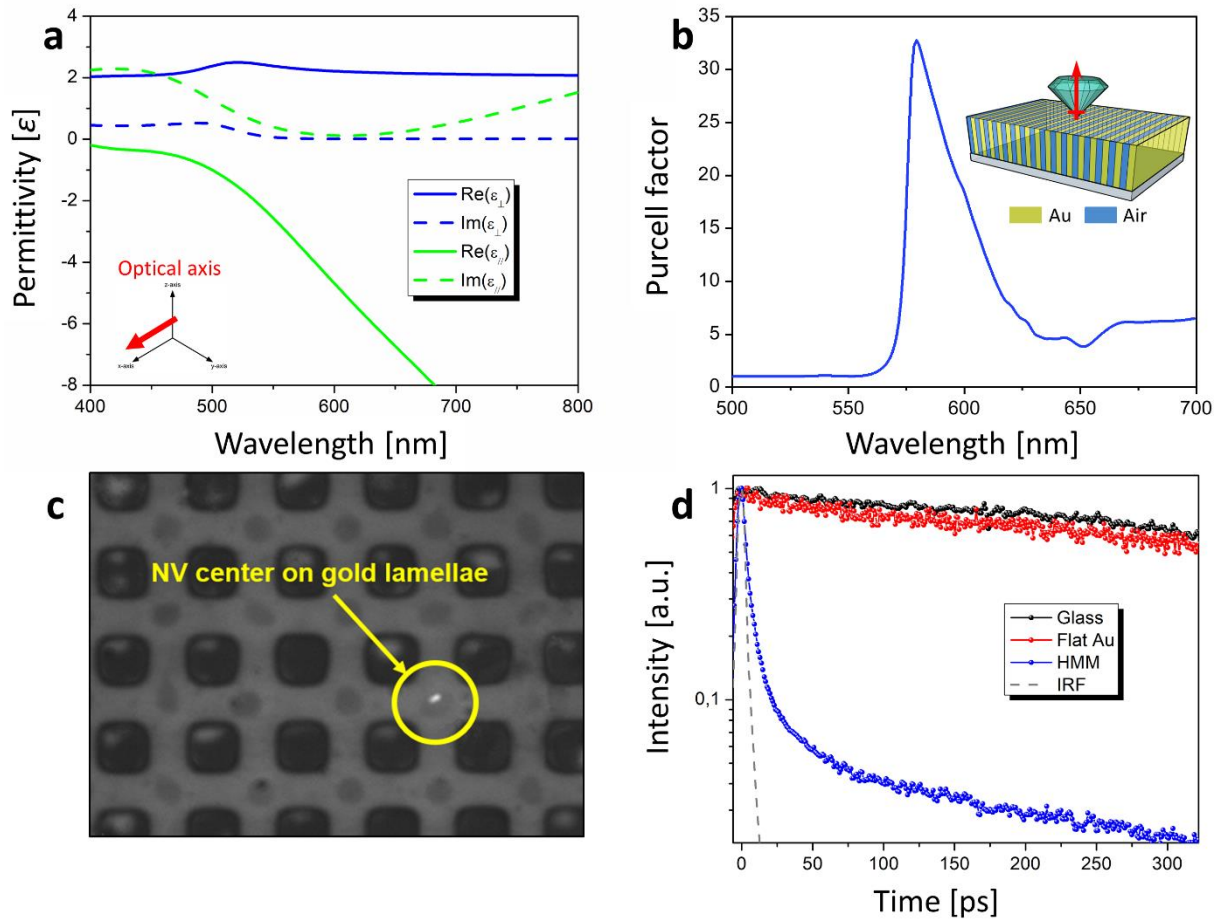 a
Permittivity [ε]
4
2
0
-2
-4
-6
-8
400
500
600
700
800
Wavelength [nm]
Re(ε⊥)
Im(ε⊥)
Re(ε//)
Im(ε//)
Optical axis
z-axis
x-axis
y-axis
b
Purcell factor
35
30
25
20
15
10
5
0
500
550
600
650
700
Wavelength [nm]
Au
Air
c
NV center on gold lamellae
d
Intensity [a.u.]
1
0,1
0
50
100
150
200
250
300
Time [ps]
Glass
Flat Au
HMM
IRF